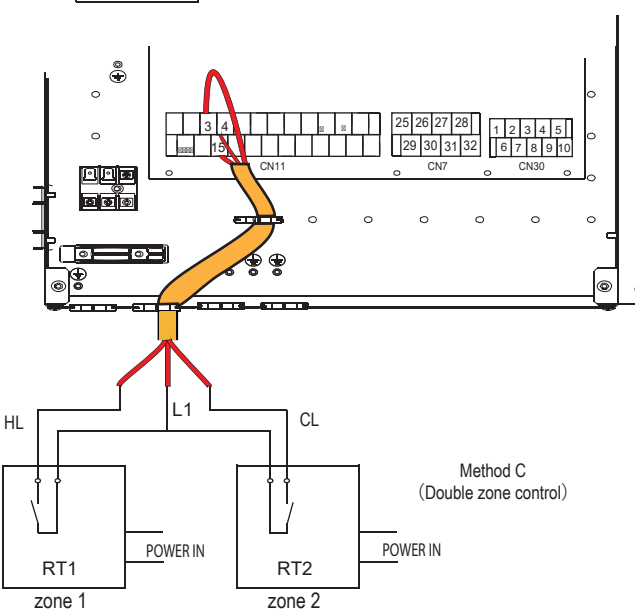 25 26 27 28
3 4
1 2 3 4 5
15
29 30 31 32
6 7 8 9 10
CN11
CN7
CN30
HL
L1
CL
Method C
（Double zone control）
POWER IN
POWER IN
RT1
RT2
zone 1
zone 2